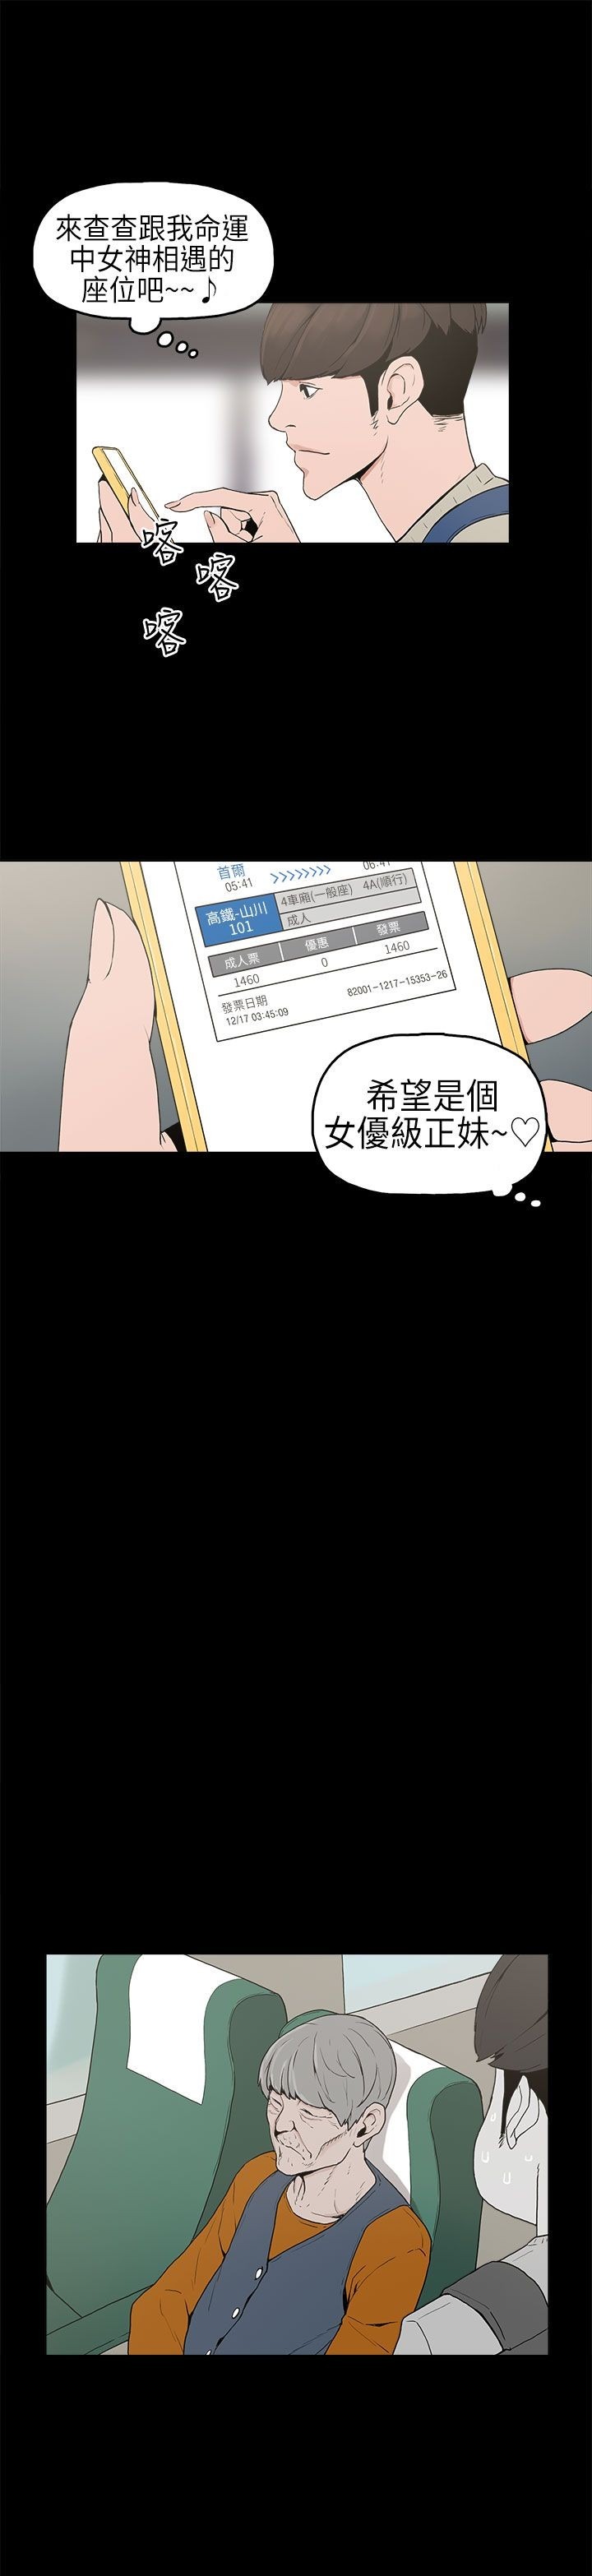 來查查跟我命運
中女神相遇的
座位吧~~♪
喀
喀
喀
首爾
05:41 >>>>>>>> 06:41
高鐵-山川
101
4車廂(一般座) 4A(順行)
成人
成人票 優惠 發票
1460 0 1460
發票日期
12/17 03:45:09 82001-1217-15353-26
希望是個
女優級正妹~♡